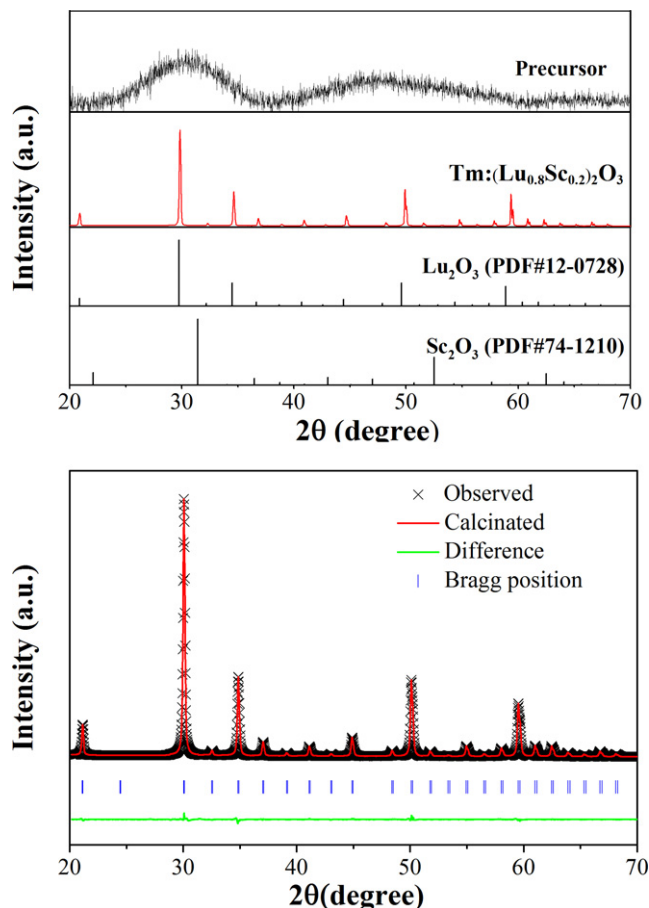 Intensity (a.u.)
Precursor
Tm:(Lu₀.₈Sc₀.₂)₂O₃
Lu₂O₃ (PDF#12-0728)
Sc₂O₃ (PDF#74-1210)
20 30 40 50 60 70
2θ (degree)
Intensity (a.u.)
Observed
Calcinated
Difference
Bragg position
20 30 40 50 60 70
2θ(degree)